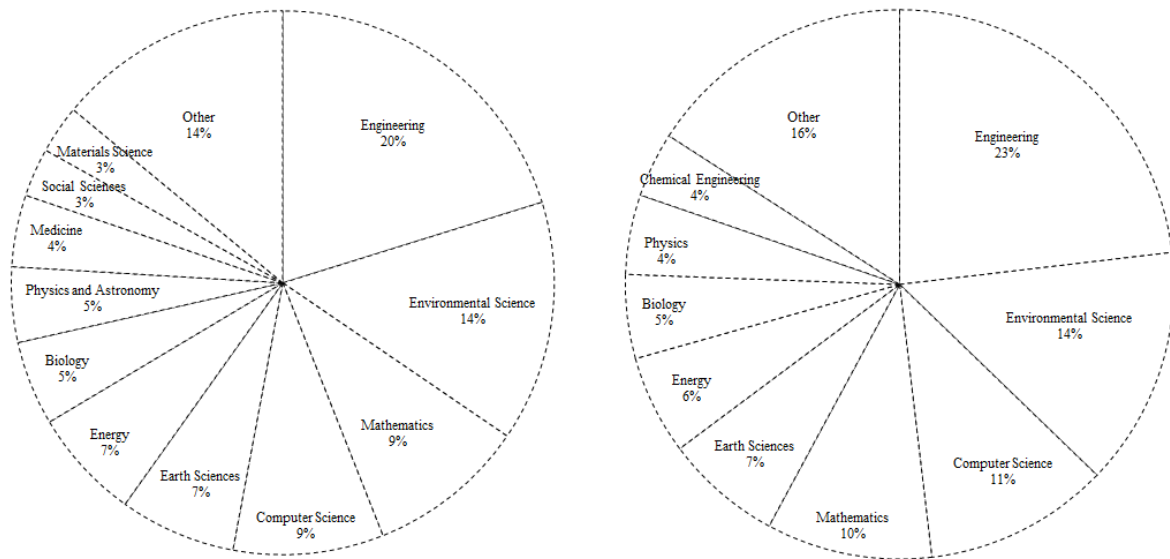 Other
14%
Engineering
20%
Materials Science
3%
Social Sciences
3%
Medicine
4%
Physics and Astronomy
5%
Environmental Science
14%
Biology
5%
Mathematics
9%
Energy
7%
Earth Sciences
7%
Computer Science
9%
Other
16%
Engineering
23%
Chemical Engineering
4%
Physics
4%
Biology
5%
Environmental Science
14%
Energy
6%
Earth Sciences
7%
Computer Science
11%
Mathematics
10%